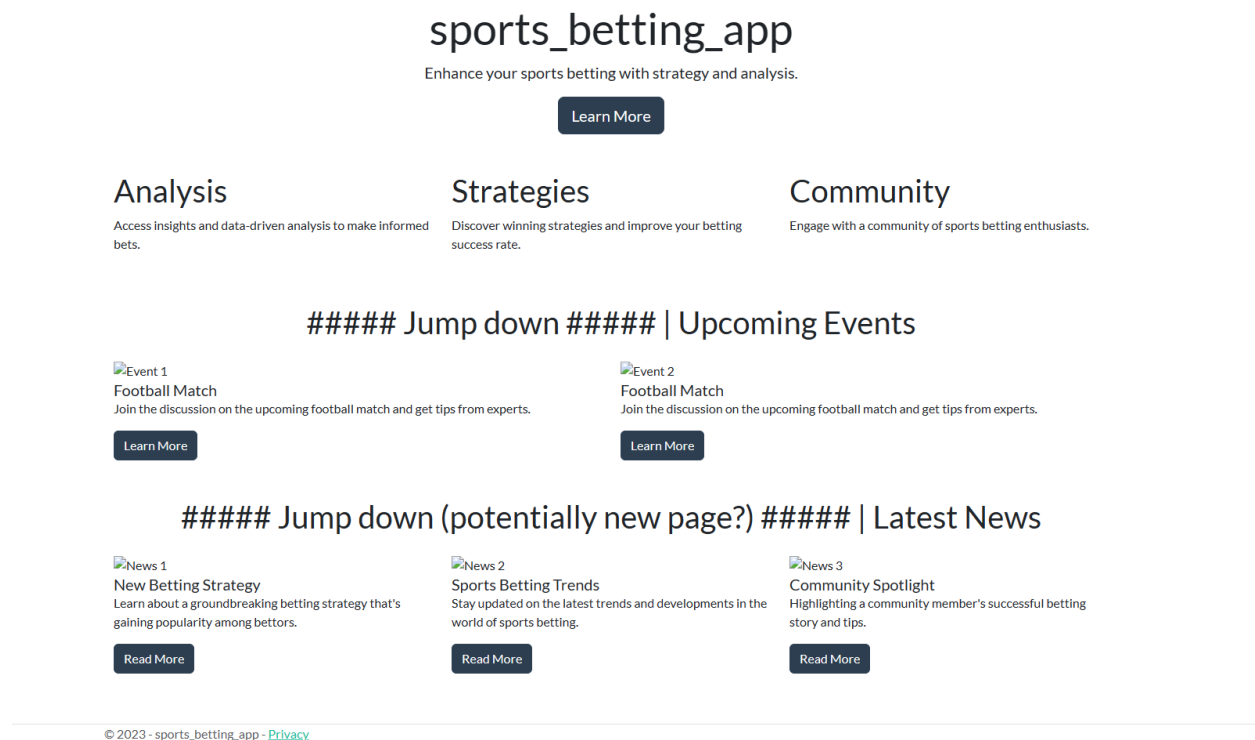 sports_betting_app
Enhance your sports betting with strategy and analysis.
Learn More
Analysis
Access insights and data-driven analysis to make informed
bets.
Strategies
Discover winning strategies and improve your betting
success rate.
Community
Engage with a community of sports betting enthusiasts.
##### Jump down ##### | Upcoming Events
Event 1
Football Match
Join the discussion on the upcoming football match and get tips from experts.
Learn More
Event 2
Football Match
Join the discussion on the upcoming football match and get tips from experts.
Learn More
##### Jump down (potentially new page?) ##### | Latest News
News 1
New Betting Strategy
Learn about a groundbreaking betting strategy that's
gaining popularity among bettors.
Read More
News 2
Sports Betting Trends
Stay updated on the latest trends and developments in the
world of sports betting.
Read More
News 3
Community Spotlight
Highlighting a community member's successful betting
story and tips.
Read More
© 2023 - sports_betting_app - Privacy